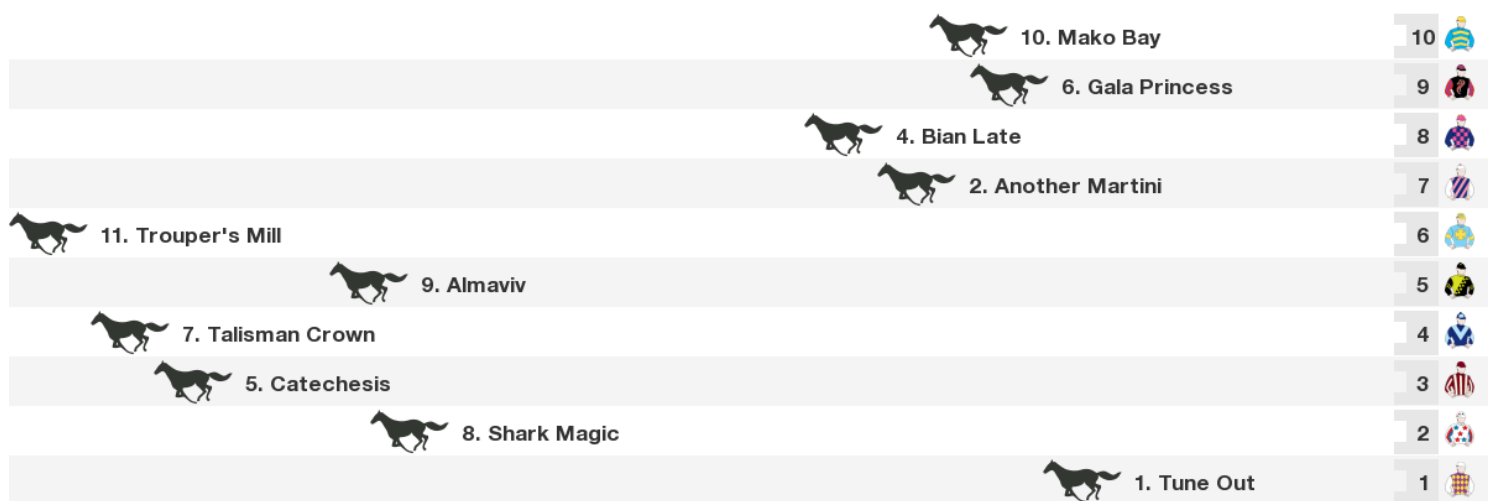 10. Mako Bay 10
6. Gala Princess 9
4. Bian Late 8
2. Another Martini 7
11. Trouper's Mill 6
9. Almaviv 5
7. Talisman Crown 4
5. Catechesis 3
8. Shark Magic 2
1. Tune Out 1